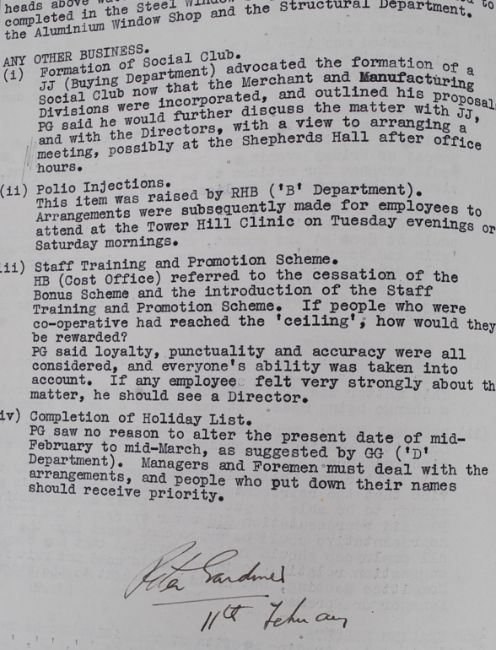 heads above
completed in the Steel Window
the Aluminium Window Shop and the Structural Department.
ANY OTHER BUSINESS.
(i) Formation of Social Club.
JJ (Buying Department) advocated the formation of a
Social Club now that the Merchant and Manufacturing
Divisions were incorporated, and outlined his proposal
PG said he would further discuss the matter with JJ,
and with the Directors, with a view to arranging a
meeting, possibly at the Shepherds Hall after office
hours.
(ii) Polio Injections.
This item was raised by RHB ('B' Department).
Arrangements were subsequently made for employees to
attend at the Tower Hill Clinic on Tuesday evenings or
Saturday mornings.
iii) Staff Training and Promotion Scheme.
HB (Cost Office) referred to the cessation of the
Bonus Scheme and the introduction of the Staff
Training and Promotion Scheme. If people who were
co-operative had reached the 'ceiling', how would they
be rewarded?
PG said loyalty, punctuality and accuracy were all
considered, and everyone's ability was taken into
account. If any employee felt very strongly about th
matter, he should see a Director.
iv) Completion of Holiday List.
PG saw no reason to alter the present date of mid-
February to mid-March, as suggested by GG ('D'
Department). Managers and Foremen must deal with the
arrangements, and people who put down their names
should receive priority.
Peter Gardner
11th February